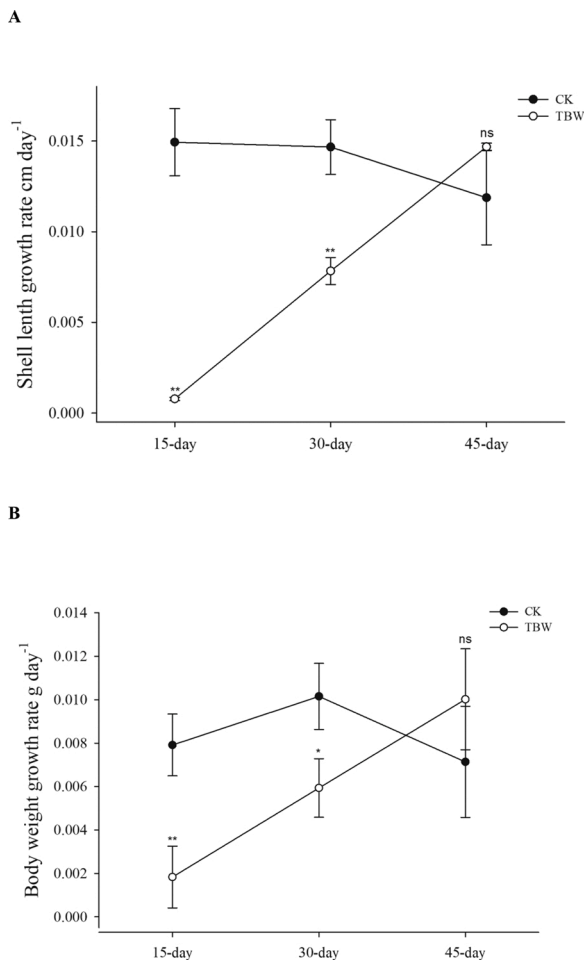 A
Shell lenth growth rate cm day-1
0.015
0.010
0.005
0.000
CK
TBW
**
**
ns
15-day
30-day
45-day
B
Body weight growth rate g day-1
0.014
0.012
0.010
0.008
0.006
0.004
0.002
0.000
CK
TBW
**
*
ns
15-day
30-day
45-day